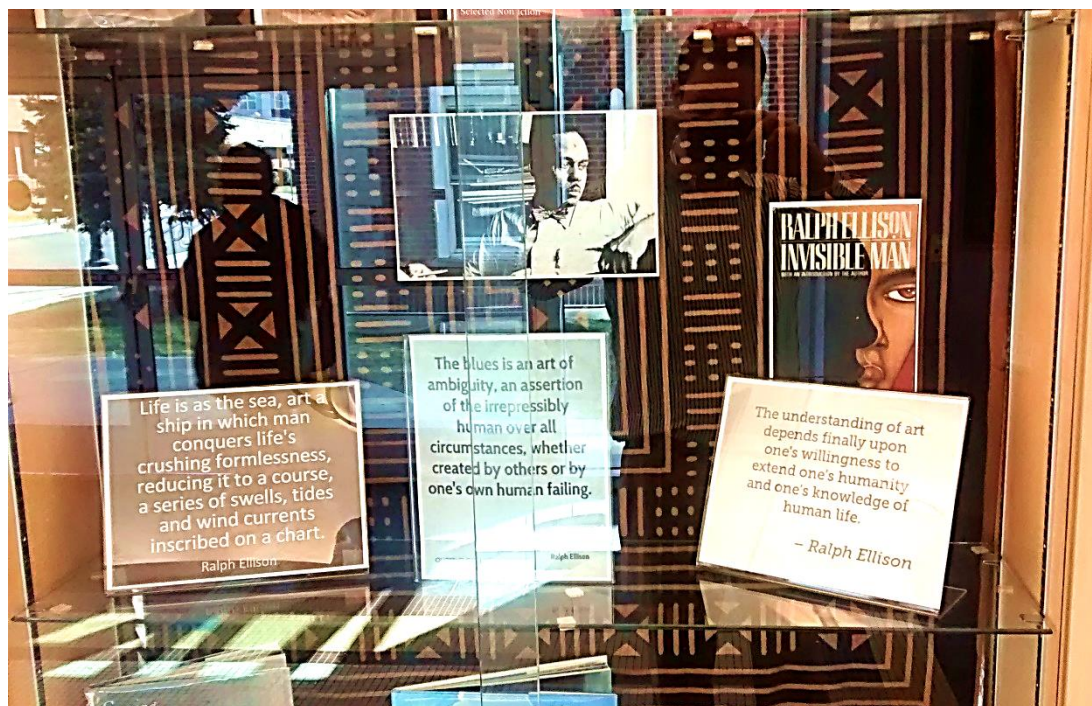 Selected Non fiction
RALPH ELLISON
INVISIBLE MAN
WITH AN INTRODUCTION BY THE AUTHOR
Life is as the sea, art a
ship in which man
conquers life's
crushing formlessness,
reducing it to a course,
a series of swells, tides
and wind currents
inscribed on a chart.
Ralph Ellison
The blues is an art of
ambiguity, an assertion
of the irrepressibly
human over all
circumstances, whether
created by others or by
one's own human failing.
Ralph Ellison
The understanding of art
depends finally upon
one's willingness to
extend one's humanity
and one's knowledge of
human life.
– Ralph Ellison